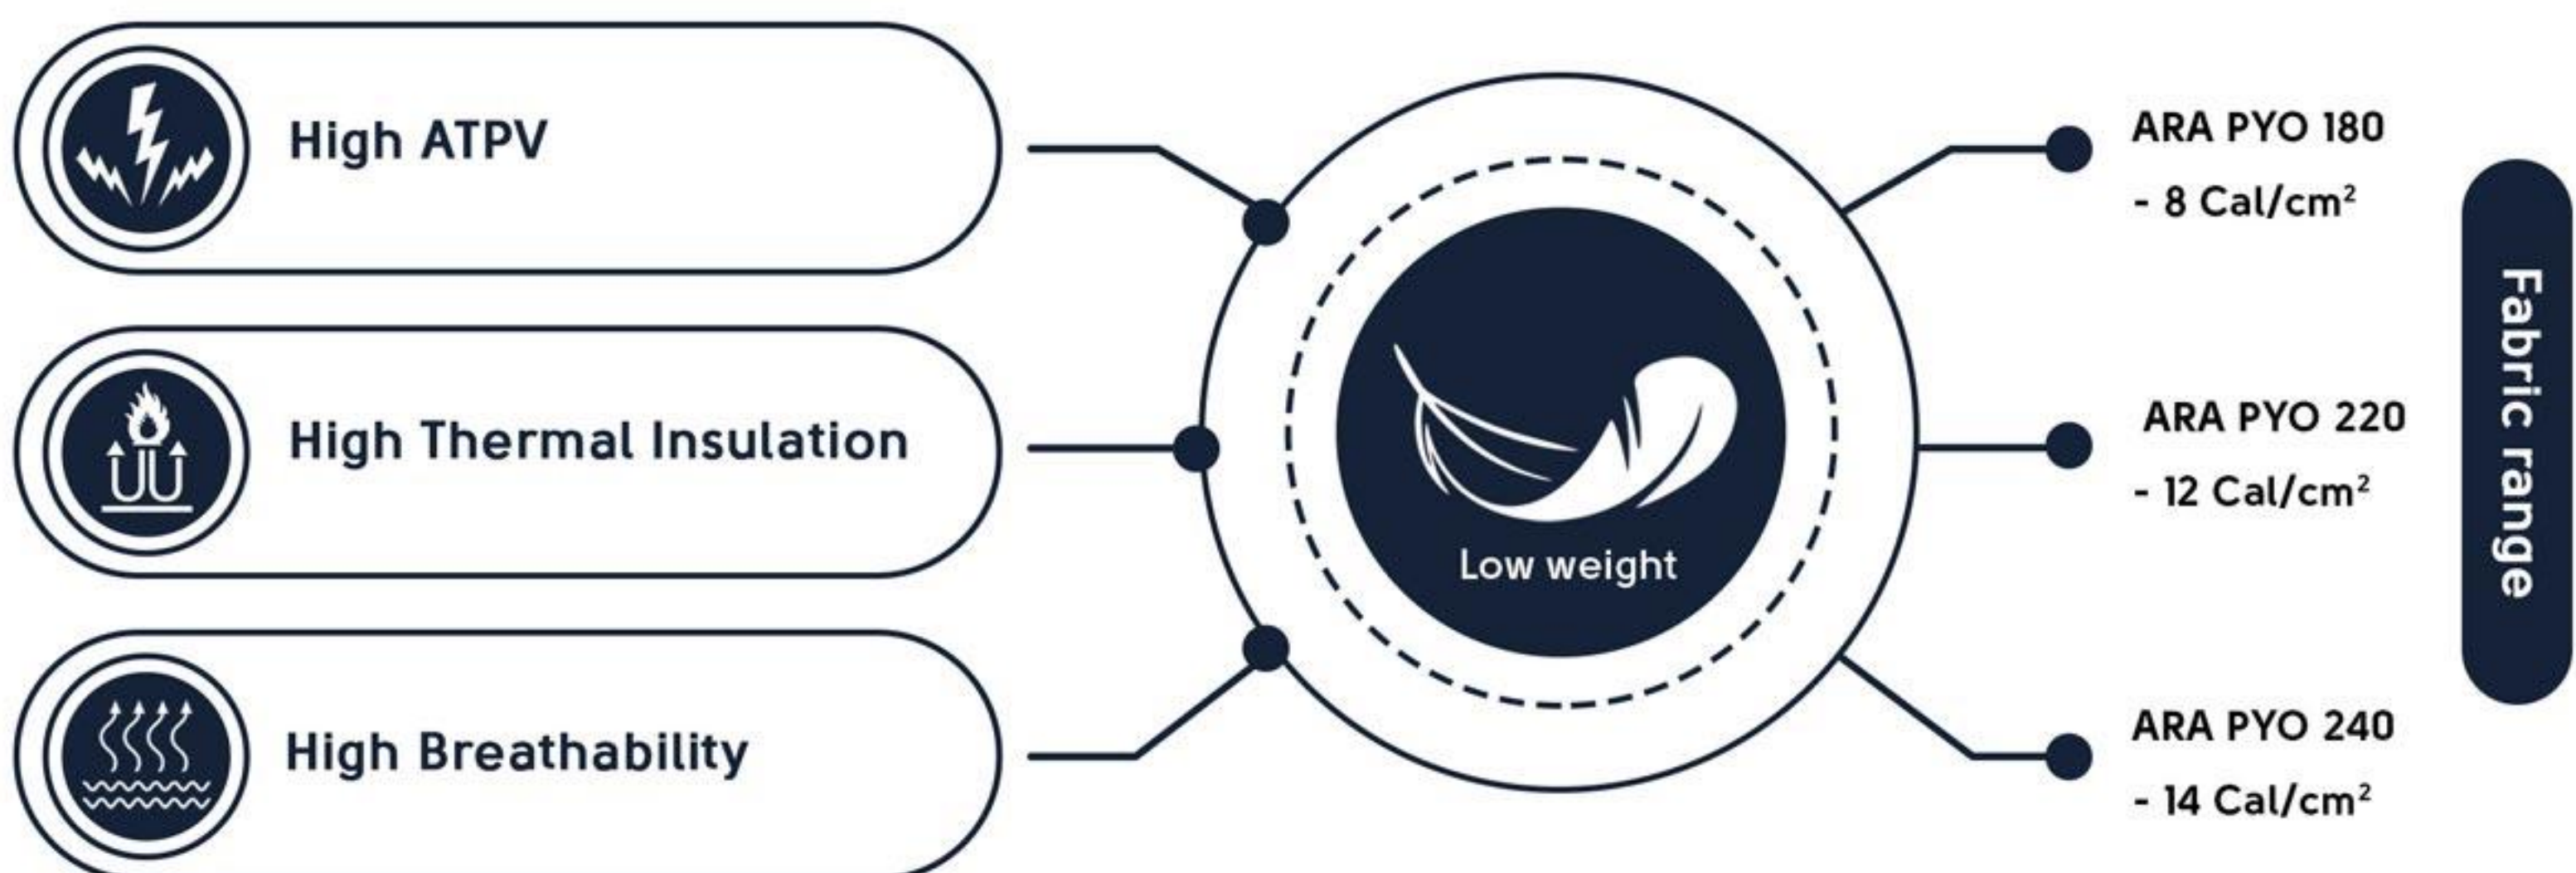 High ATPV
High Thermal Insulation
High Breathability
Low weight
ARA PYO 180
- 8 Cal/cm²
ARA PYO 220
- 12 Cal/cm²
ARA PYO 240
- 14 Cal/cm²
Fabric range